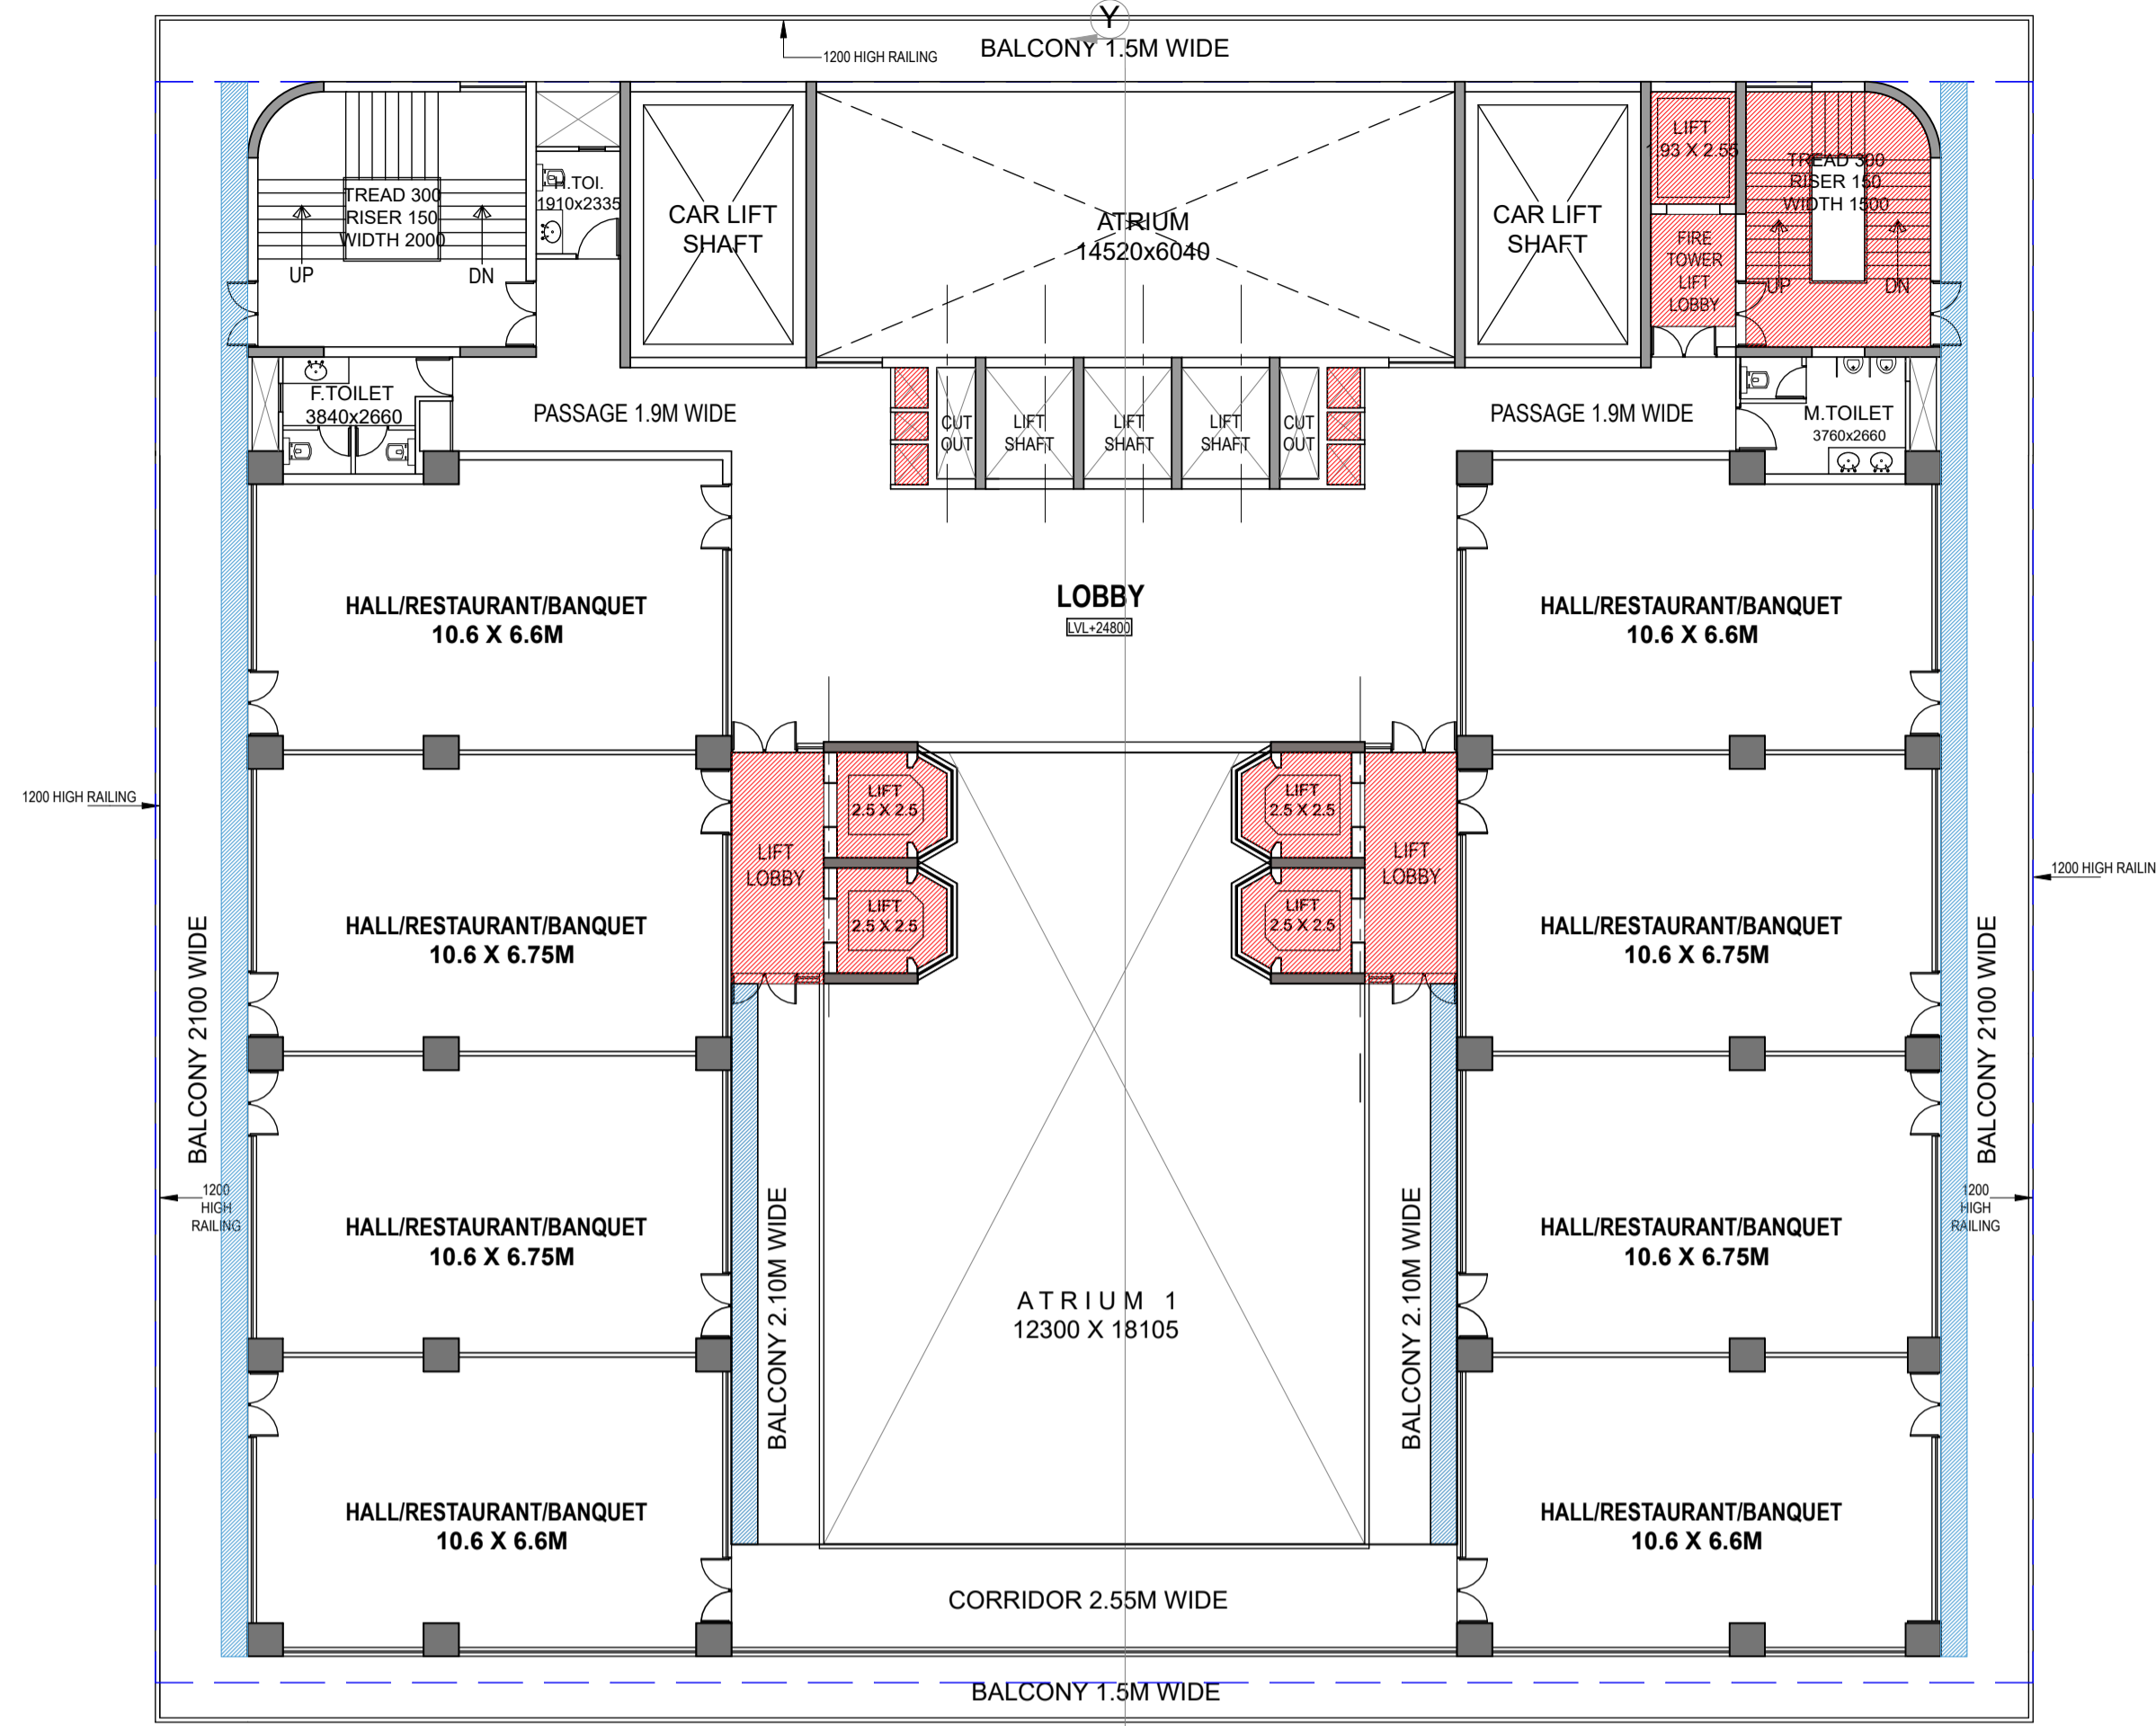 Y
BALCONY 1.5M WIDE
1200 HIGH RAILING
TREAD 300
RISER 150
WIDTH 2000
UP
DN
H.TOI.
1910x2335
CAR LIFT
SHAFT
ATRIUM
14520x6040
CAR LIFT
SHAFT
LIFT
1.93 X 2.55
FIRE
TOWER
LIFT
LOBBY
TREAD 300
RISER 150
WIDTH 1500
UP
DN
F.TOILET
3840x2660
PASSAGE 1.9M WIDE
CUT
OUT
LIFT
SHAFT
LIFT
SHAFT
LIFT
SHAFT
CUT
OUT
PASSAGE 1.9M WIDE
M.TOILET
3760x2660
HALL/RESTAURANT/BANQUET
10.6 X 6.6M
LOBBY
LVL+24800
HALL/RESTAURANT/BANQUET
10.6 X 6.6M
1200 HIGH RAILING
LIFT
2.5 X 2.5
LIFT
2.5 X 2.5
LIFT
LOBBY
LIFT
LOBBY
1200 HIGH RAILIN
HALL/RESTAURANT/BANQUET
10.6 X 6.75M
LIFT
2.5 X 2.5
LIFT
2.5 X 2.5
HALL/RESTAURANT/BANQUET
10.6 X 6.75M
BALCONY 2100 WIDE
BALCONY 2100 WIDE
1200
HIGH
RAILING
HALL/RESTAURANT/BANQUET
10.6 X 6.75M
BALCONY 2.10M WIDE
ATRIUM 1
12300 X 18105
BALCONY 2.10M WIDE
HALL/RESTAURANT/BANQUET
10.6 X 6.75M
1200
HIGH
RAILING
HALL/RESTAURANT/BANQUET
10.6 X 6.6M
HALL/RESTAURANT/BANQUET
10.6 X 6.6M
CORRIDOR 2.55M WIDE
BALCONY 1.5M WIDE